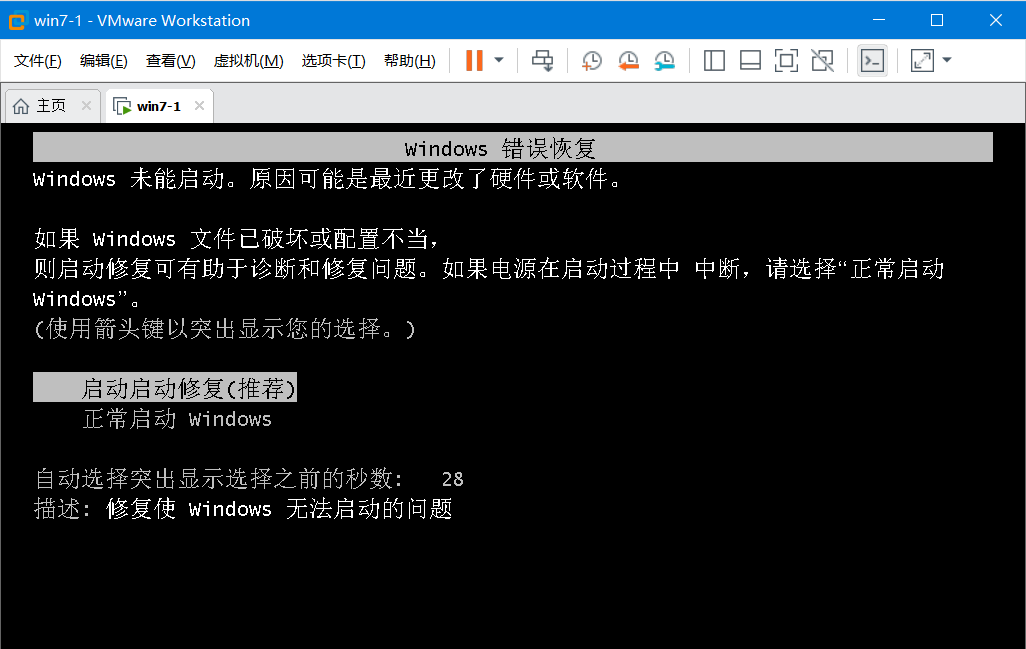 win7-1 - VMware Workstation
文件(F) 编辑(E) 查看(V) 虚拟机(M) 选项卡(T) 帮助(H)
主页 win7-1
Windows 错误恢复
Windows 未能启动。原因可能是最近更改了硬件或软件。
如果 Windows 文件已破坏或配置不当，
则启动修复可有助于诊断和修复问题。如果电源在启动过程中 中断，请选择“正常启动
Windows”。
(使用箭头键以突出显示您的选择。)
启动启动修复(推荐)
正常启动 Windows
自动选择突出显示选择之前的秒数: 28
描述: 修复使 Windows 无法启动的问题